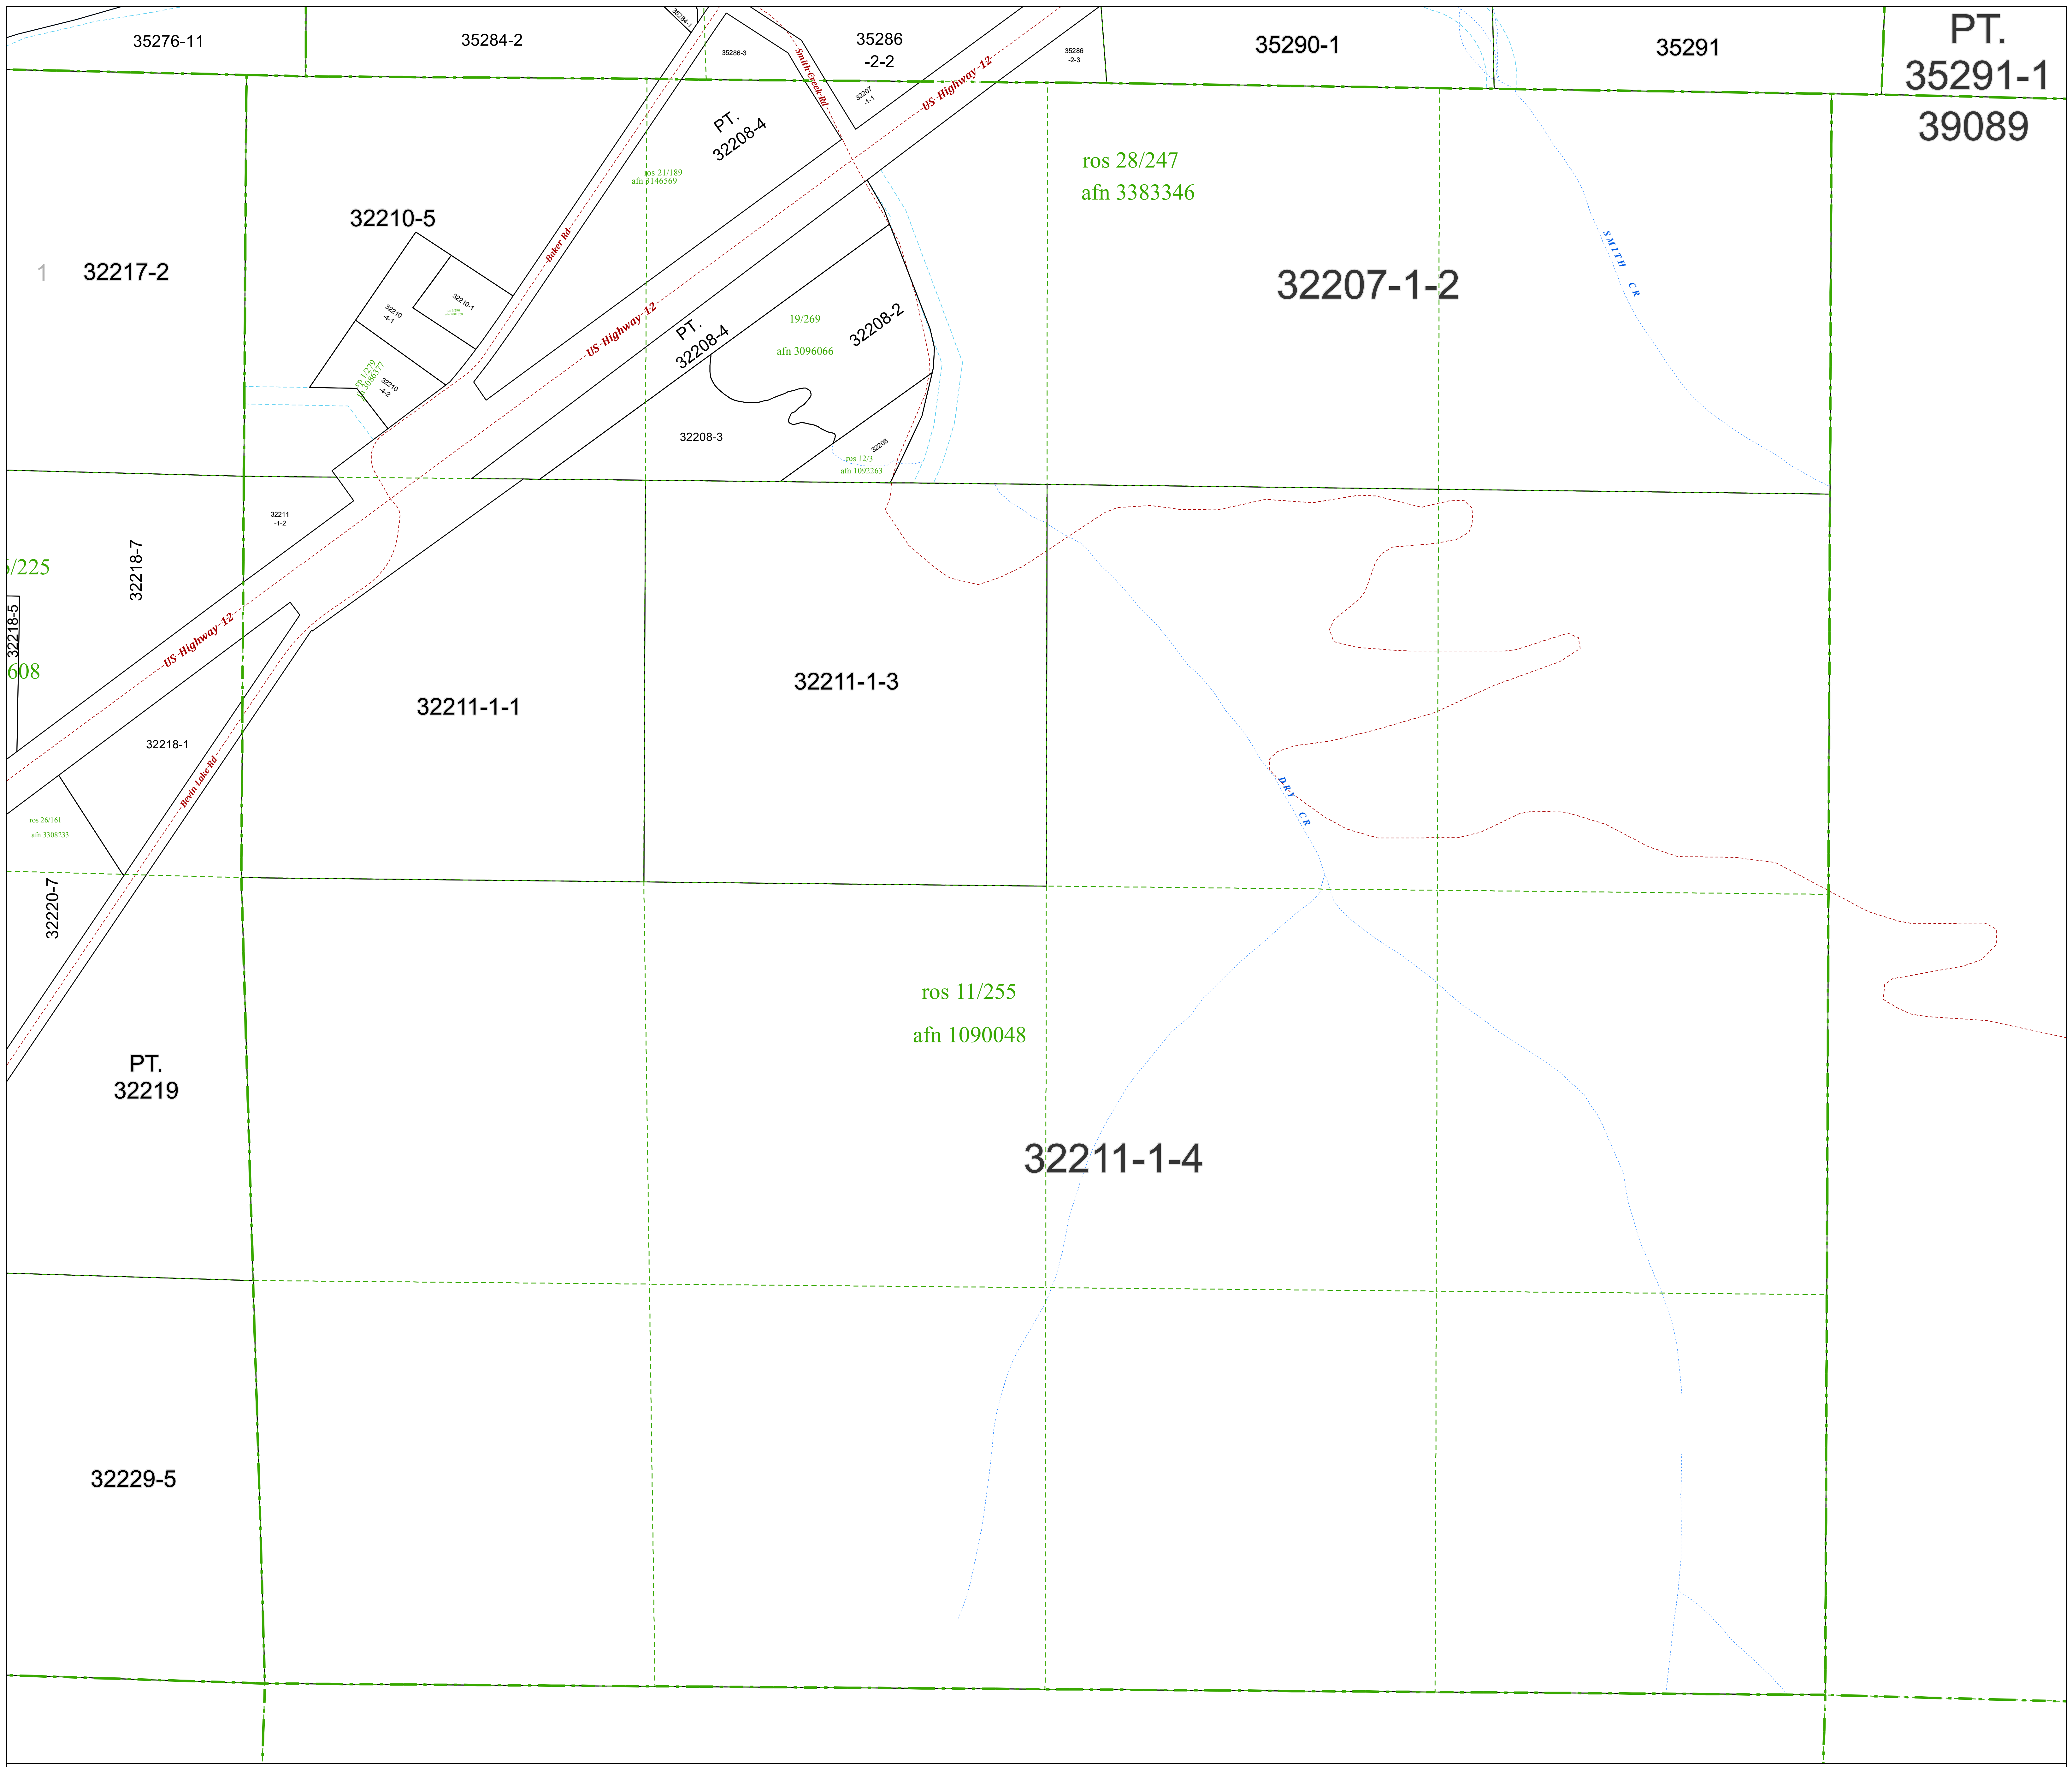 35276-11
35284-2
35284-1
35286-3
Smith Creek Rd
35286
-2-2
35286
-2-3
35290-1
35291
PT.
35291-1
39089
US Highway 12
32207
-1-1
PT.
32208-4
ros 21/189
afn 3146569
ros 28/247
afn 3383346
32210-5
Baker Rd
1
32217-2
32210
-4-1
32210-1
sp 1/279
32210
-4-2
US Highway 12
PT.
32208-4
19/269
afn 3096066
32208-2
32207-1-2
SMITH CR
32208-3
32208
ros 12/3
afn 1092263
32211
-1-2
/225
32218-7
32218-5
608
US Highway 12
32211-1-1
32211-1-3
32218-1
Bevin Lake Rd
DRY CR
ros 26/161
afn 3308233
32220-7
ros 11/255
afn 1090048
PT.
32219
32211-1-4
32229-5